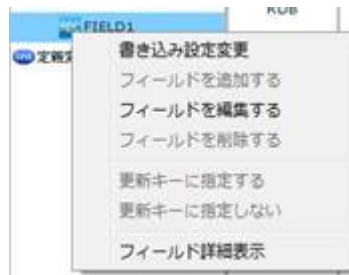 FIELD1
RDB
書き込み設定変更
フィールドを追加する
フィールドを編集する
フィールドを削除する
更新キーに指定する
更新キーに指定しない
フィールド詳細表示